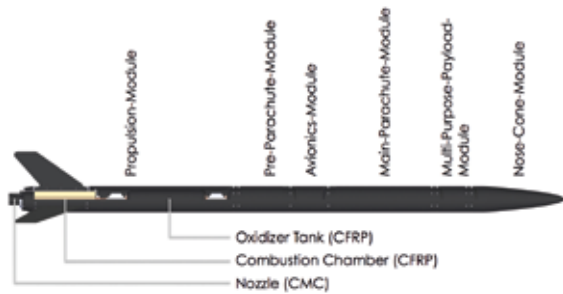 Propulsion-Module
Pre-Parachute-Module
Avionics-Module
Main-Parachute-Module
Multi-Purpose-Payload-
Module
Nose-Cone-Module
Oxidizer Tank (CFRP)
Combustion Chamber (CFRP)
Nozzle (CMC)